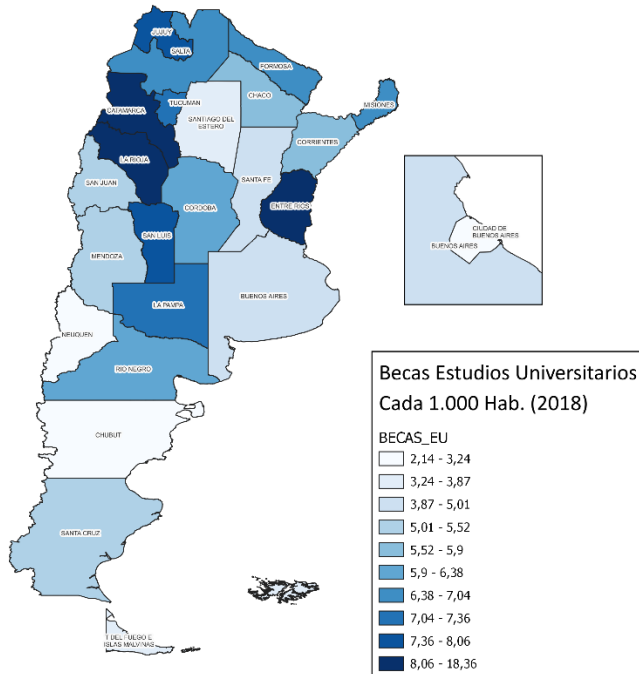 JUJUY
SALTA
FORMOSA
CHACO
MISIONES
TUCUMAN
CATAMARCA
SANTIAGO DEL
ESTERO
CORRIENTES
LA RIOJA
SAN JUAN
SANTA FE
CORDOBA
ENTRE RIOS
SAN LUIS
MENDOZA
BUENOS AIRES
LA PAMPA
NEUQUEN
RIO NEGRO
CHUBUT
SANTA CRUZ
T DEL FUEGO E
ISLAS MALVINAS
CIUDAD DE
BUENOS AIRES
BUENOS AIRES
Becas Estudios Universitarios
Cada 1.000 Hab. (2018)
BECAS_EU
2,14 - 3,24
3,24 - 3,87
3,87 - 5,01
5,01 - 5,52
5,52 - 5,9
5,9 - 6,38
6,38 - 7,04
7,04 - 7,36
7,36 - 8,06
8,06 - 18,36